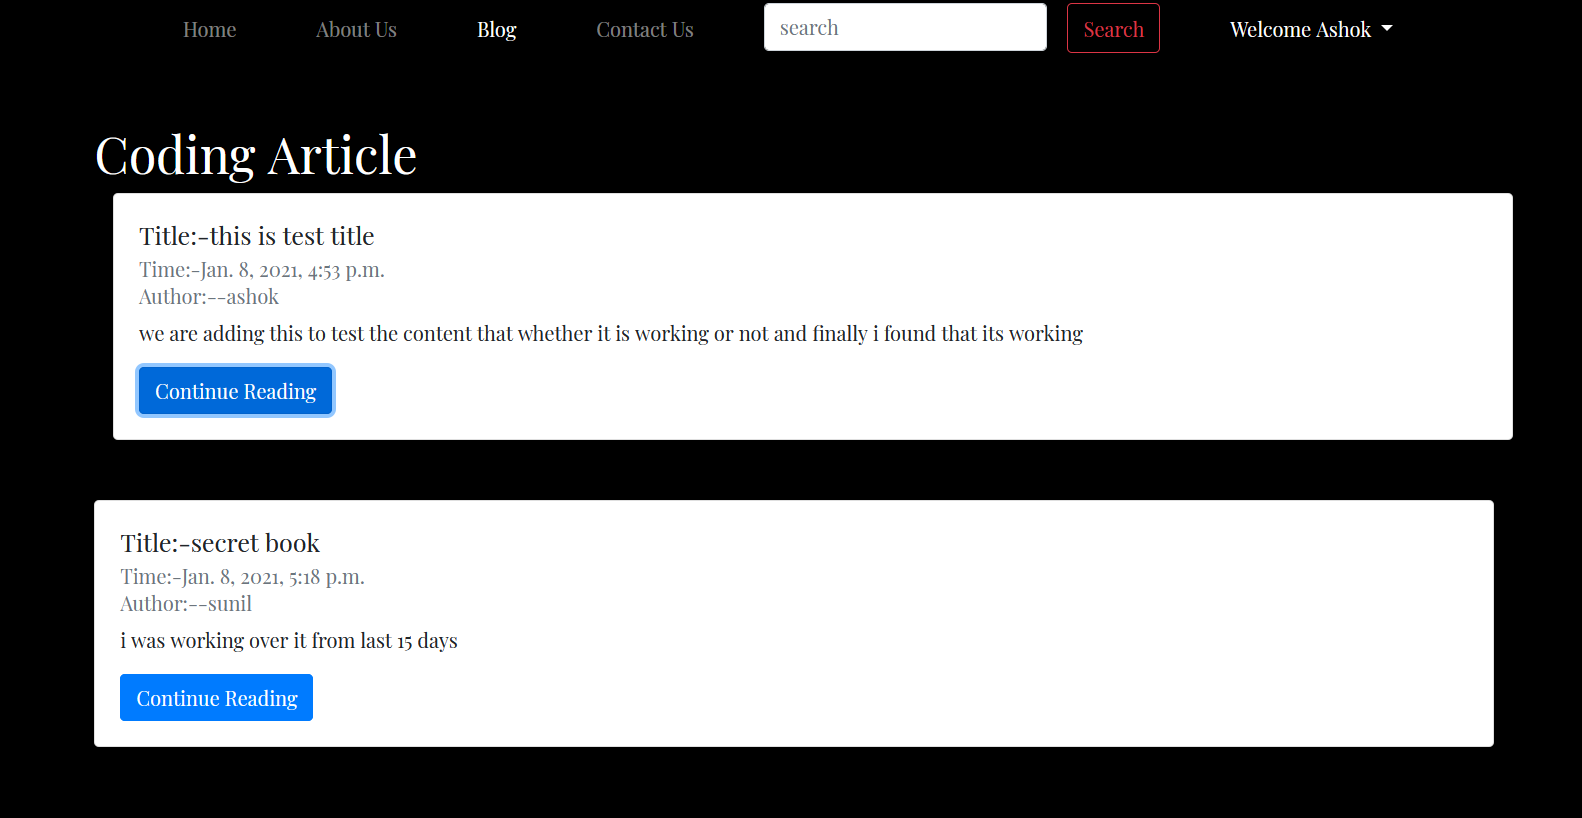 Home About Us Blog Contact Us search Search Welcome Ashok
Coding Article
Title:-this is test title
Time:-Jan. 8, 2021, 4:53 p.m.
Author:--ashok
we are adding this to test the content that whether it is working or not and finally i found that its working
Continue Reading
Title:-secret book
Time:-Jan. 8, 2021, 5:18 p.m.
Author:--sunil
i was working over it from last 15 days
Continue Reading